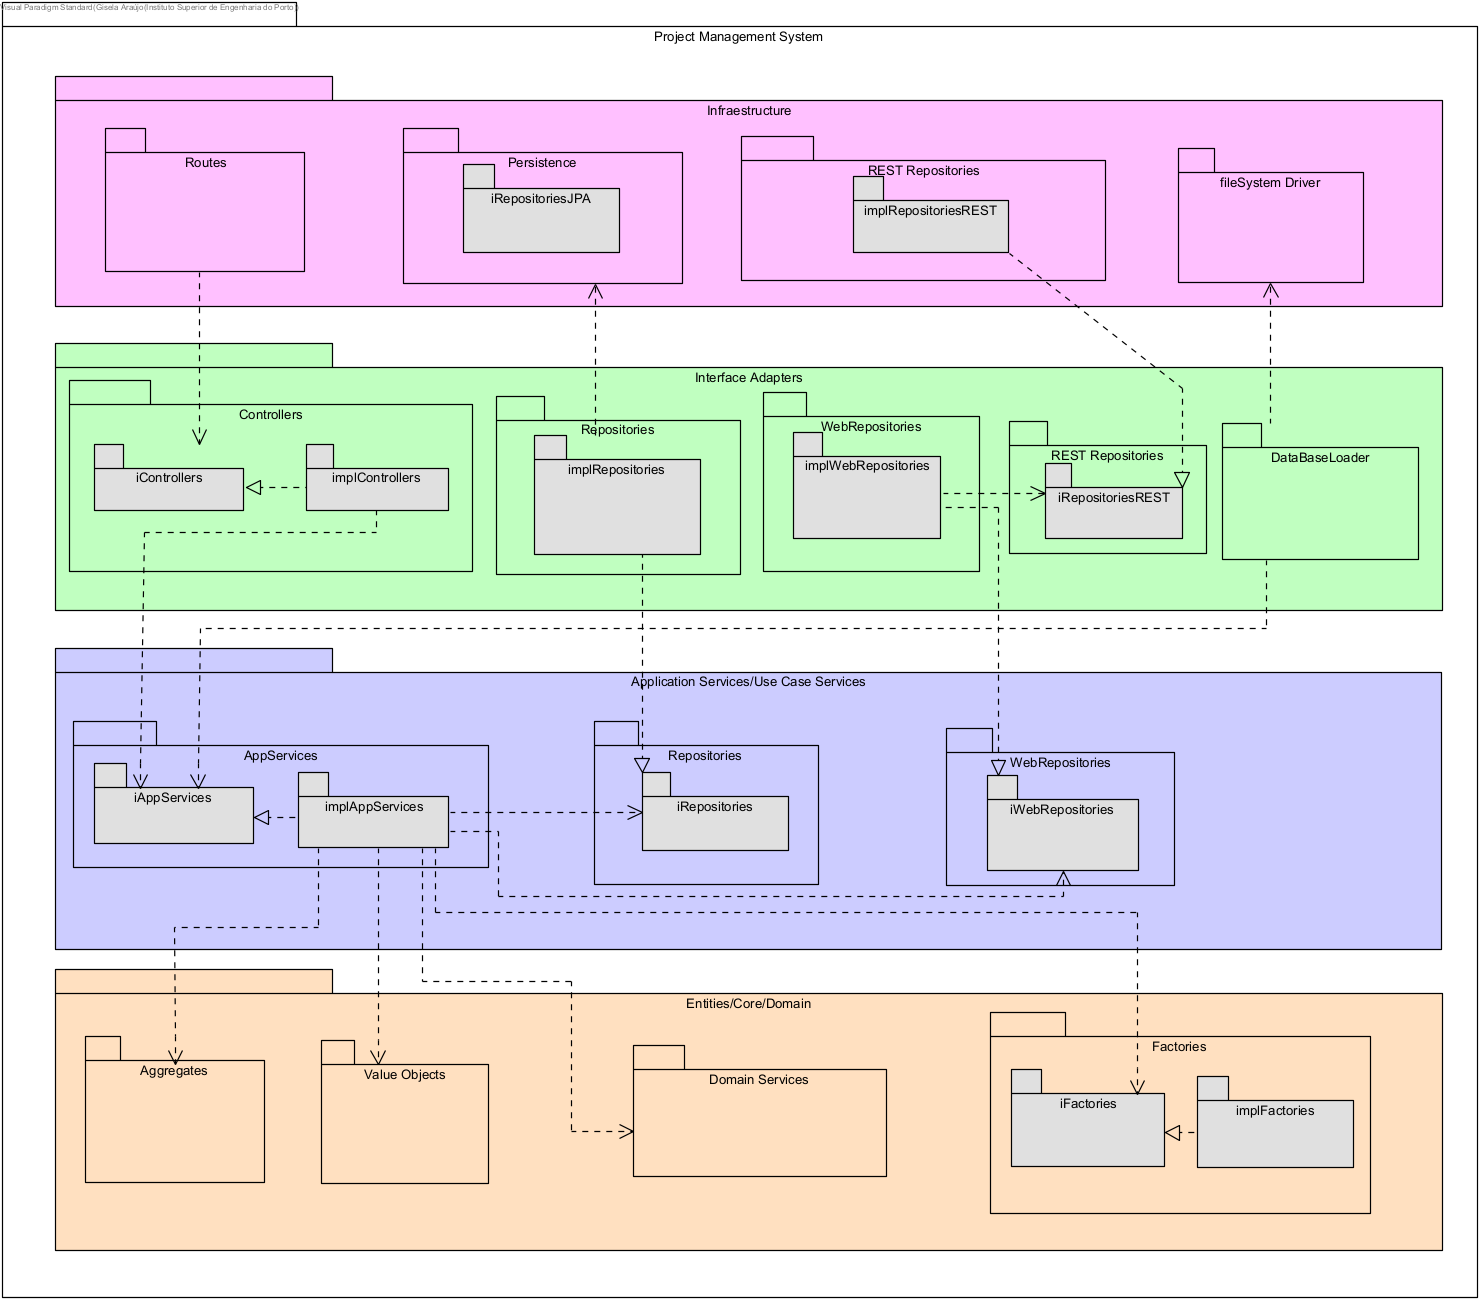 Visual Paradigm Standard(Gisela Araújo(Instituto Superior de Engenharia do Porto))
Project Management System
Infraestructure
Routes
Persistence
iRepositoriesJPA
REST Repositories
implRepositoriesREST
fileSystem Driver
Interface Adapters
Controllers
iControllers
implControllers
Repositories
implRepositories
WebRepositories
implWebRepositories
REST Repositories
iRepositoriesREST
DataBaseLoader
Application Services/Use Case Services
AppServices
iAppServices
implAppServices
Repositories
iRepositories
WebRepositories
iWebRepositories
Entities/Core/Domain
Aggregates
Value Objects
Domain Services
Factories
iFactories
implFactories